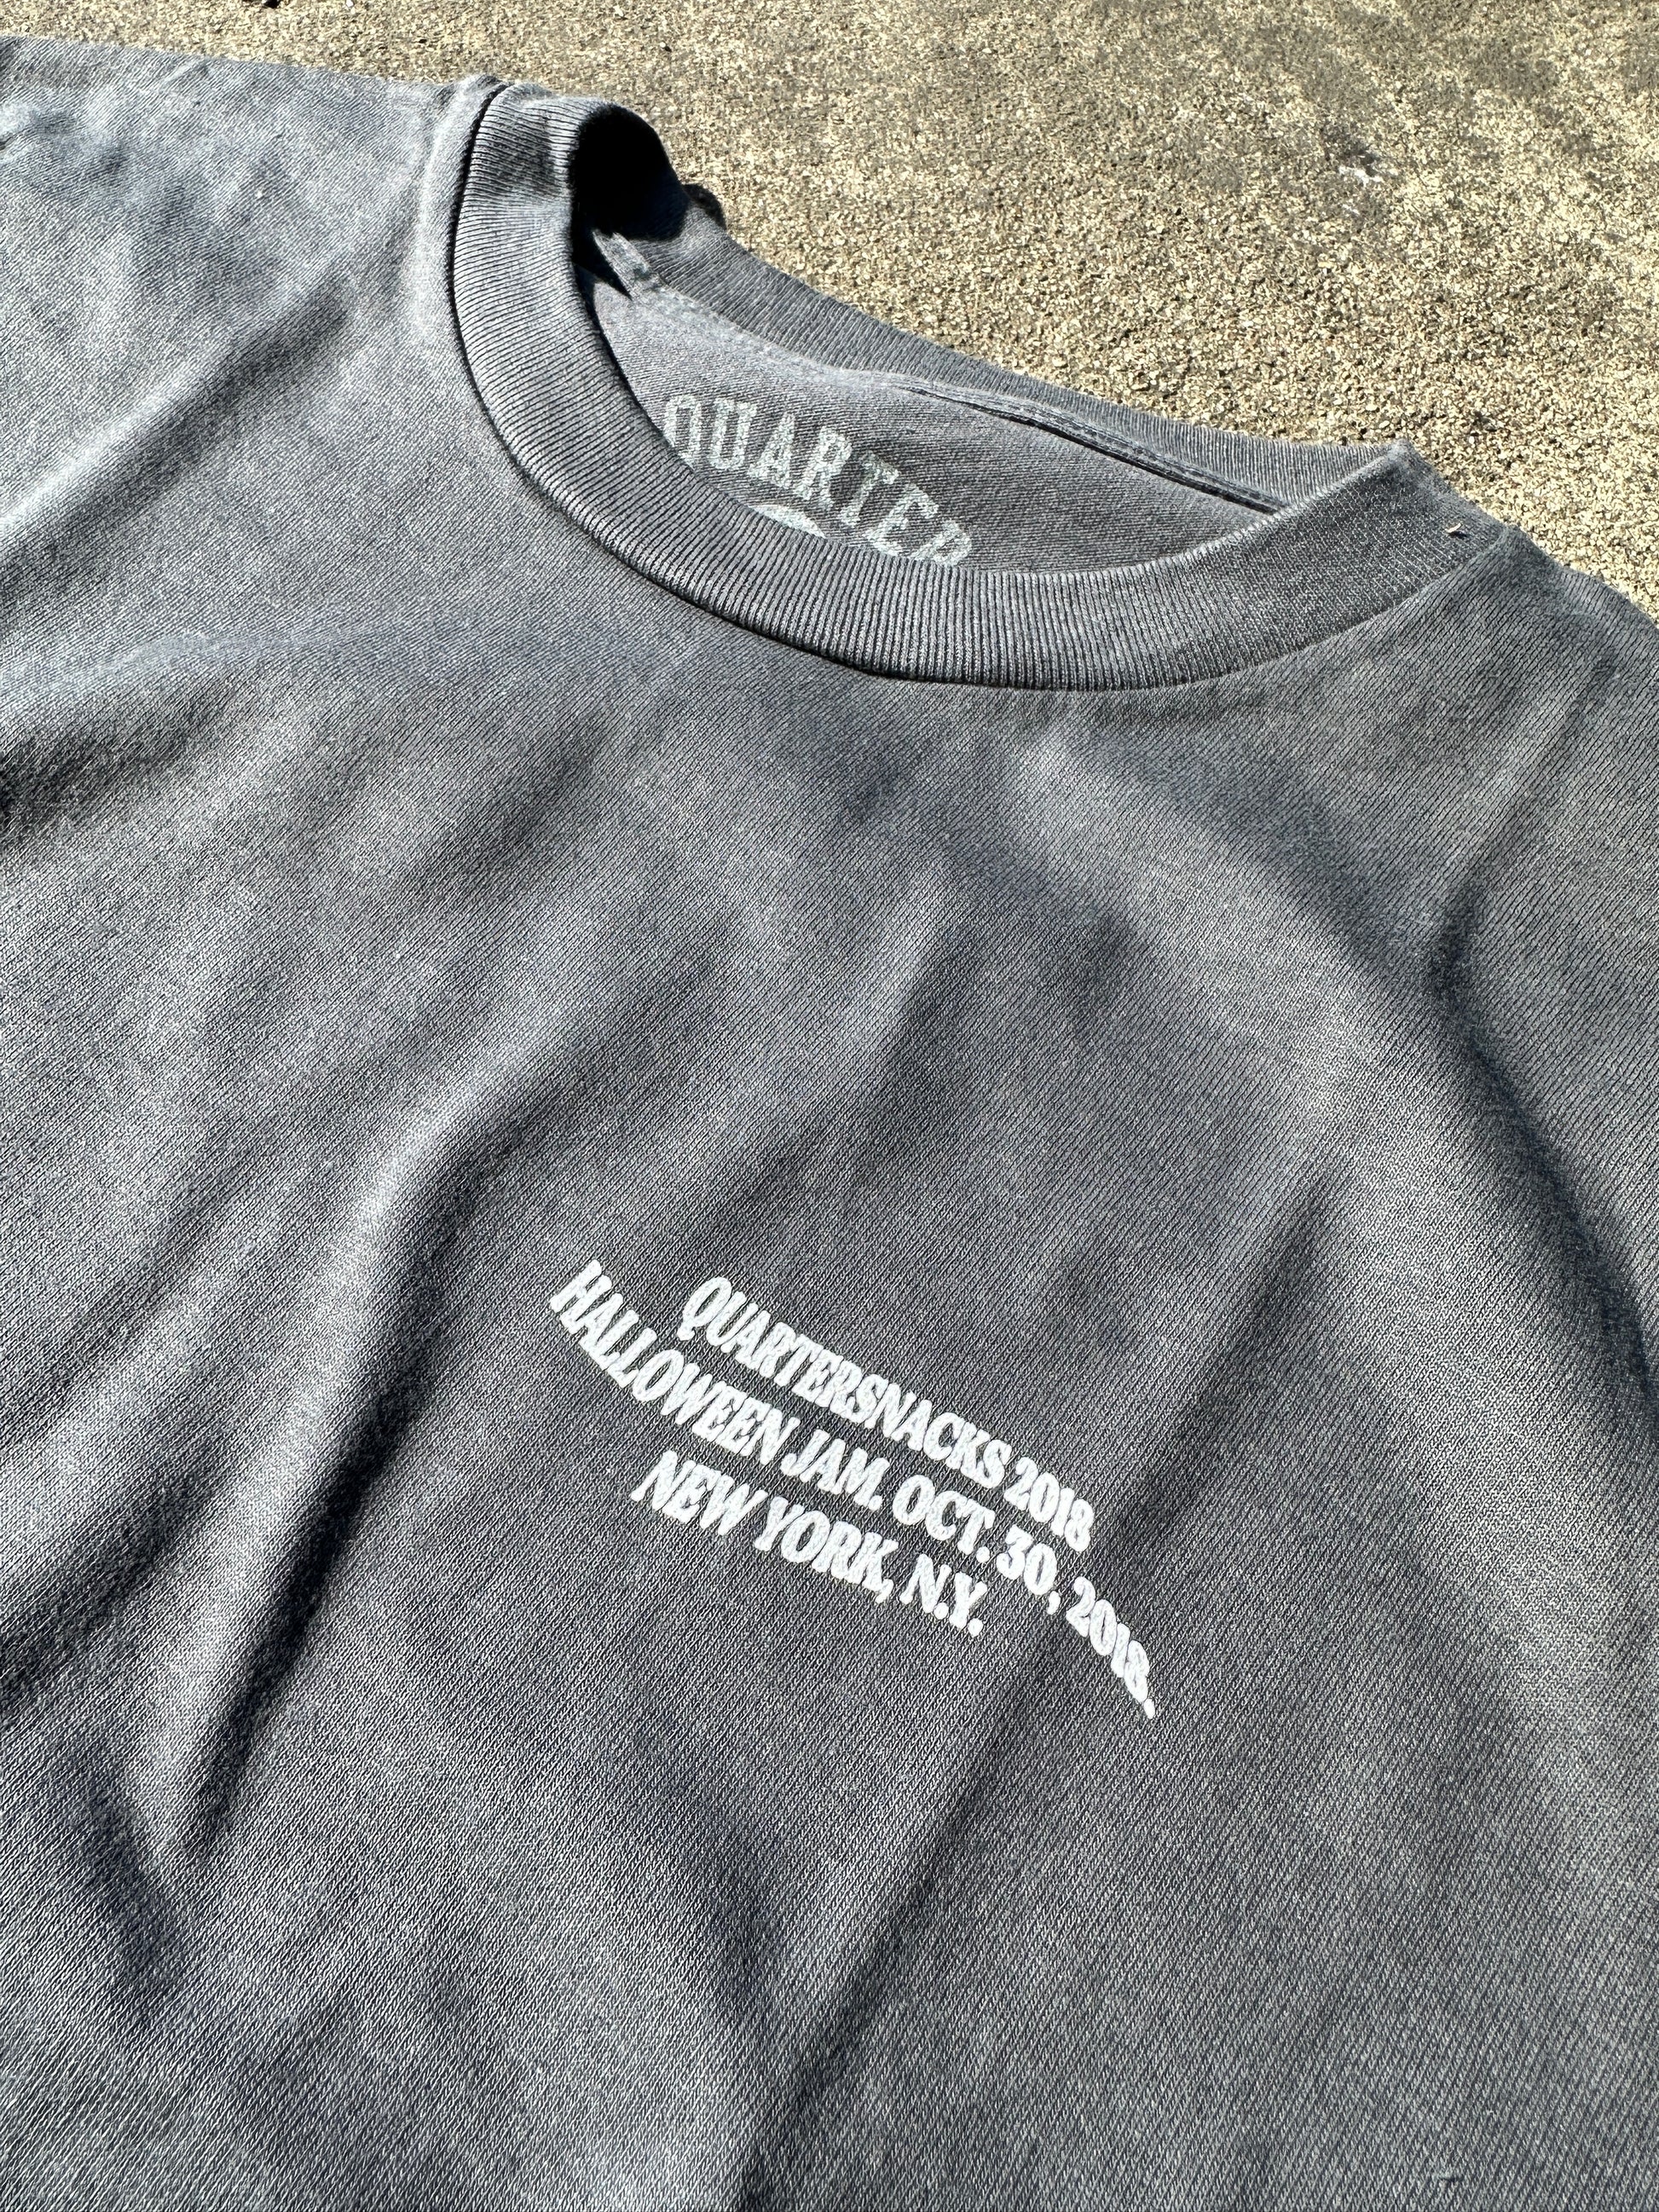 QUARTER
QUARTERSNACKS 2018
HALLOWEEN JAM. OCT. 30, 2018.
NEW YORK, N.Y.